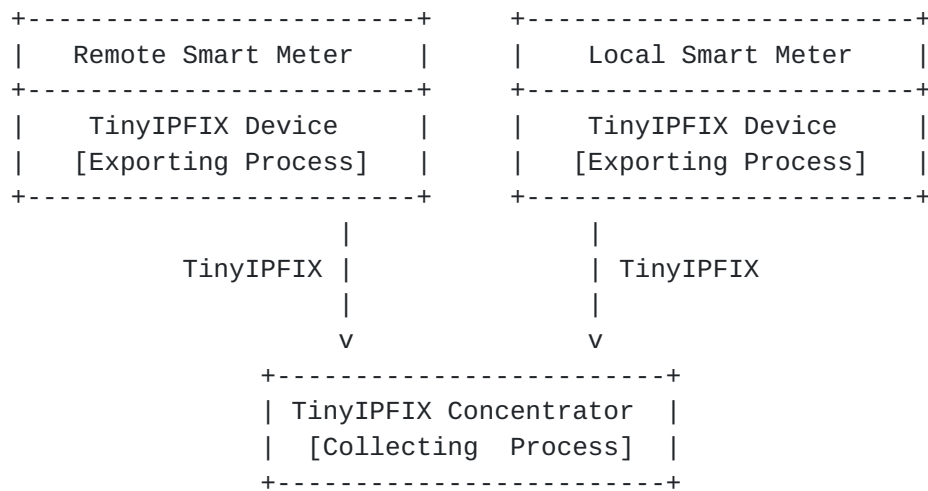 +-------------------------+     +-------------------------+
|   Remote Smart Meter    |     |    Local Smart Meter    |
+-------------------------+     +-------------------------+
|    TinyIPFIX Device     |     |    TinyIPFIX Device     |
|   [Exporting Process]   |     |   [Exporting Process]   |
+-------------------------+     +-------------------------+
                     |               |
           TinyIPFIX |               | TinyIPFIX
                     |               |
                     v               v
                +-------------------------+
                | TinyIPFIX Concentrator  |
                |  [Collecting  Process]  |
                +-------------------------+